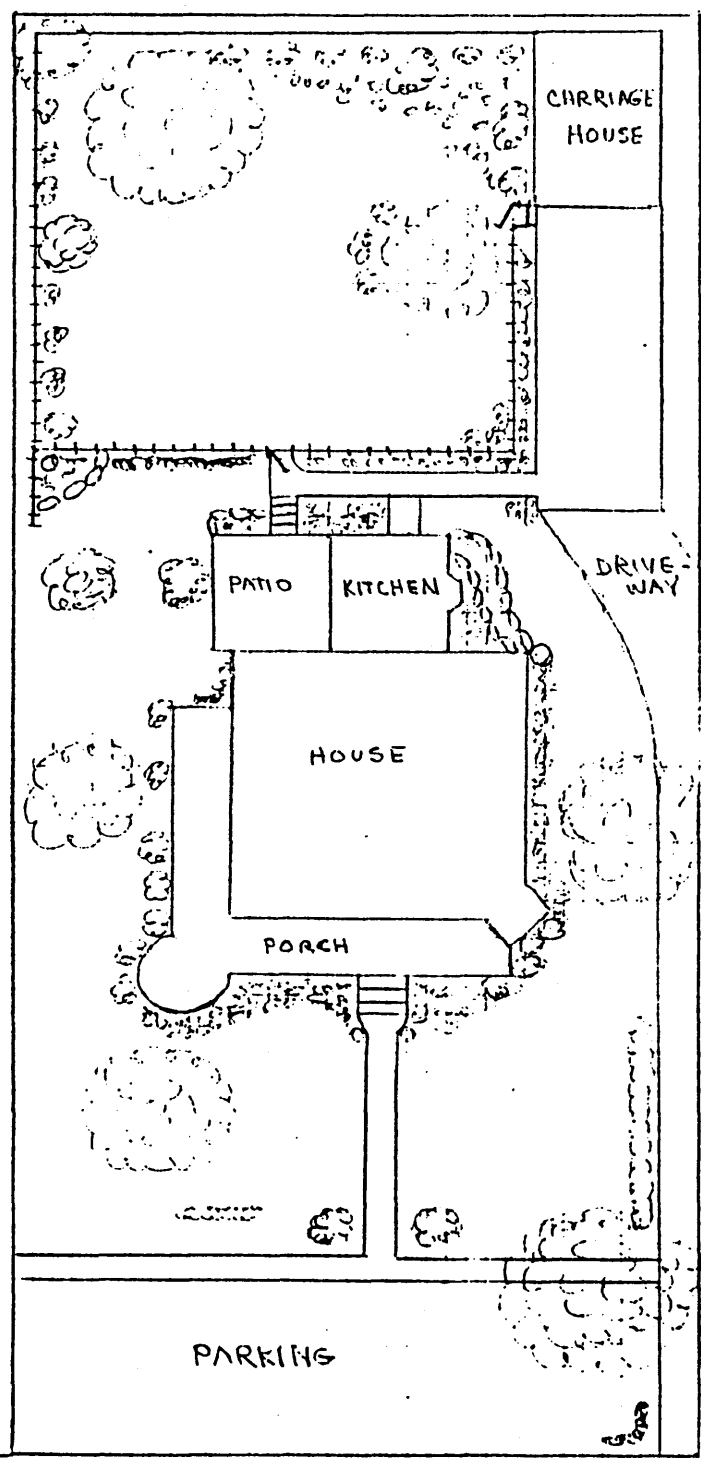 CARRIAGE
HOUSE
DRIVE-
WAY
PATIO
KITCHEN
HOUSE
PORCH
PARKING